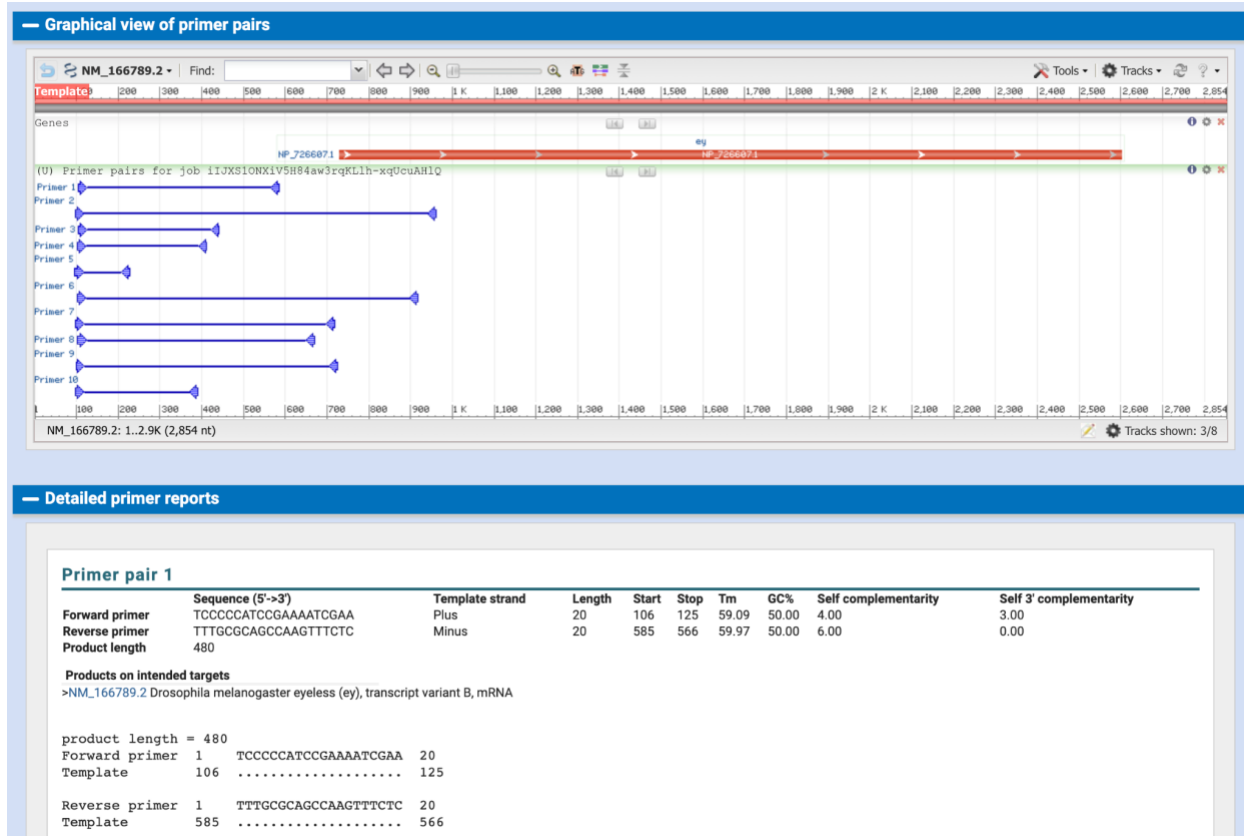 — Graphical view of primer pairs
NM_166789.2 Find: Tools Tracks ?
Template 200 300 400 500 600 700 800 900 1 K 1,100 1,200 1,300 1,400 1,500 1,600 1,700 1,800 1,900 2 K 2,100 2,200 2,300 2,400 2,500 2,600 2,700 2,854
Genes
ey
NP_726607.1 NP_726607.1
(U) Primer pairs for job
Primer 1
Primer 2
Primer 3
Primer 4
Primer 5
Primer 6
Primer 7
Primer 8
Primer 9
Primer 10
1 100 200 300 400 500 600 700 800 900 1 K 1,100 1,200 1,300 1,400 1,500 1,600 1,700 1,800 1,900 2 K 2,100 2,200 2,300 2,400 2,500 2,600 2,700 2,854
NM_166789.2: 1..2.9K (2,854 nt) Tracks shown: 3/8
— Detailed primer reports
Primer pair 1
Sequence (5'->3') Template strand Length Start Stop Tm GC% Self complementarity Self 3' complementarity
Forward primer TCCCCCATCCGAAAATCGAA Plus 20 106 125 59.09 50.00 4.00 3.00
Reverse primer TTTGCGCAGCCAAGTTTCTC Minus 20 585 566 59.97 50.00 6.00 0.00
Product length 480
Products on intended targets
>NM_166789.2 Drosophila melanogaster eyeless (ey), transcript variant B, mRNA
product length = 480
Forward primer 1 TCCCCCATCCGAAAATCGAA 20
Template 106 .................... 125
Reverse primer 1 TTTGCGCAGCCAAGTTTCTC 20
Template 585 .................... 566